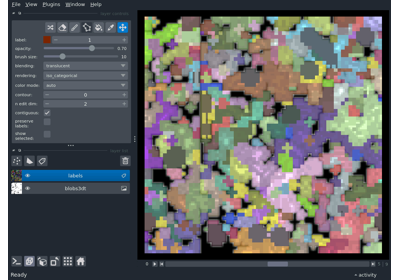 File View Plugins Window Help
label: 1
opacity: 0.70
brush size: 10
blending: translucent
rendering: iso_categorical
color mode: auto
contour: 0
n edit dim: 2
contiguous:
preserve
labels:
show
selected:
labels
blobs3dt
Ready
activity